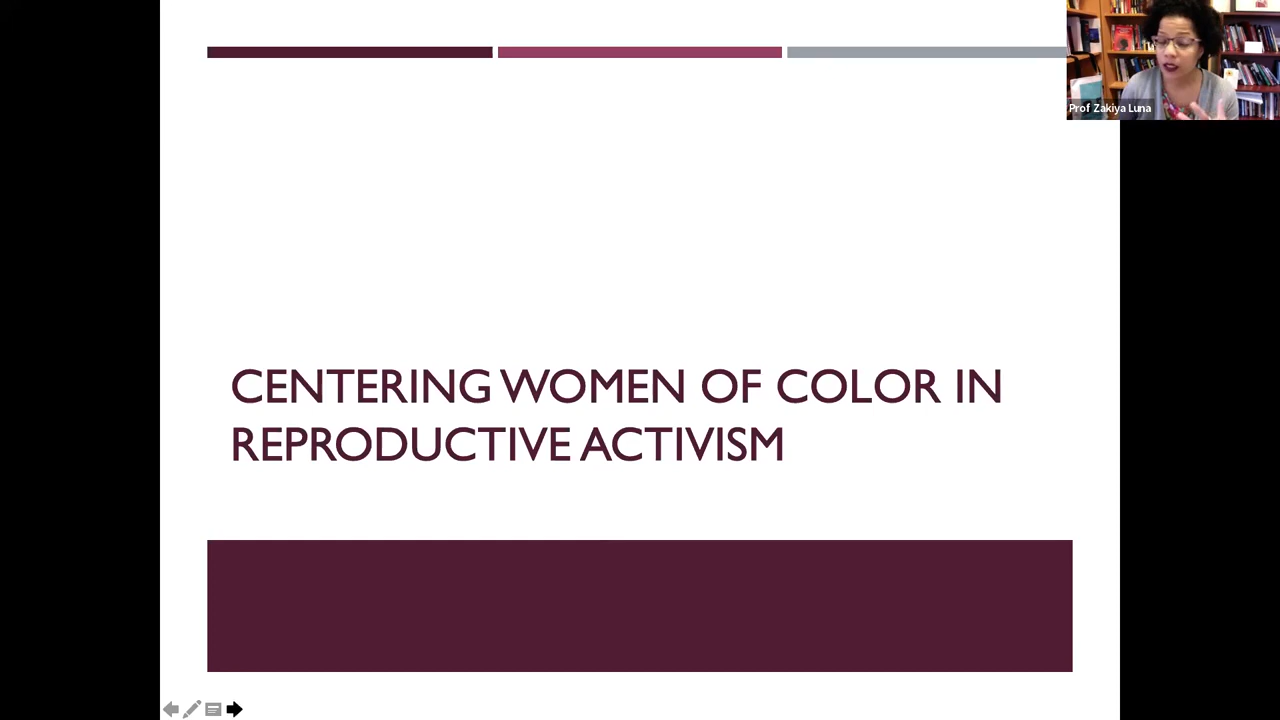 Prof Zakiya Luna
CENTERING WOMEN OF COLOR IN
REPRODUCTIVE ACTIVISM